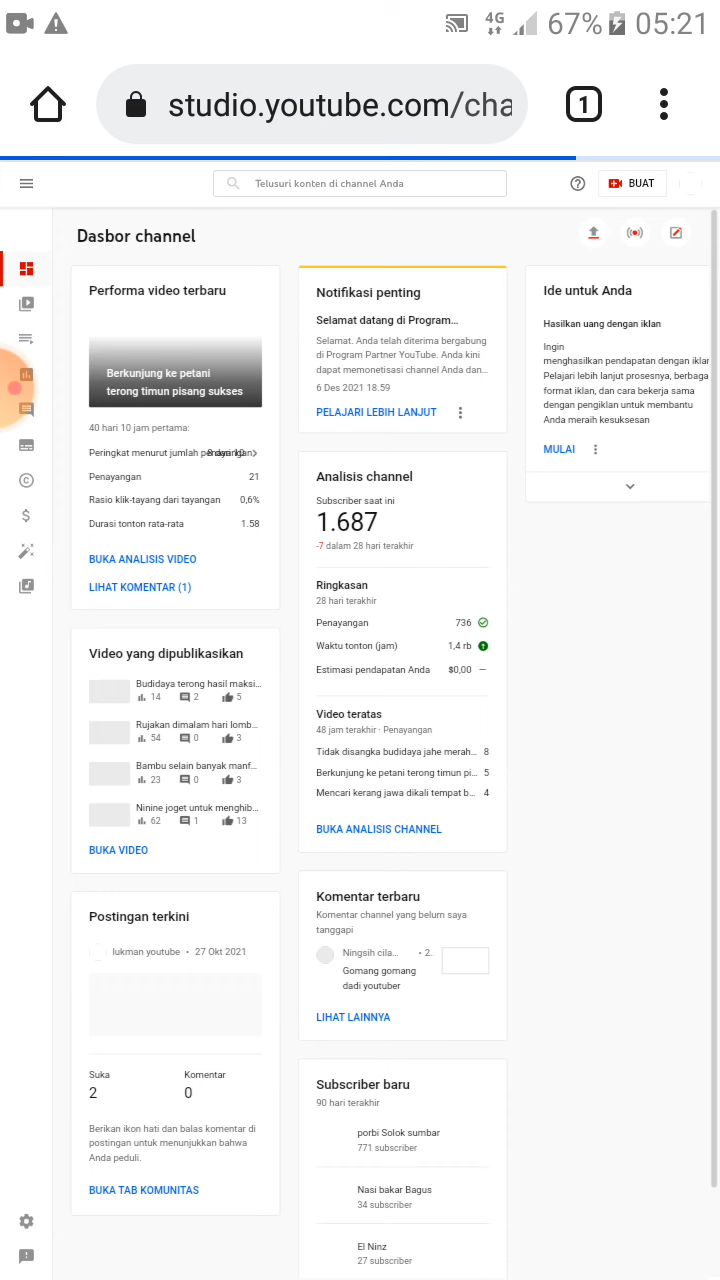 4G 67% 05:21
studio.youtube.com/cha
1
Telusuri konten di channel Anda
BUAT
Dasbor channel
Performa video terbaru
Berkunjung ke petani
terong timun pisang sukses
40 hari 10 jam pertama:
Peringkat menurut jumlah penayangan
Penayangan 21
Rasio klik-tayang dari tayangan 0,6%
Durasi tonton rata-rata 1.58
BUKA ANALISIS VIDEO
LIHAT KOMENTAR (1)
Video yang dipublikasikan
Budidaya terong hasil maksi...
14 2 5
Rujakan dimalam hari lomb...
54 0 3
Bambu selain banyak manf...
23 0 3
Ninine joget untuk menghib...
62 1 13
BUKA VIDEO
Postingan terkini
lukman youtube • 27 Okt 2021
Suka Komentar
2 0
Berikan ikon hati dan balas komentar di
postingan untuk menunjukkan bahwa
Anda peduli.
BUKA TAB KOMUNITAS
Notifikasi penting
Selamat datang di Program...
Selamat. Anda telah diterima bergabung
di Program Partner YouTube. Anda kini
dapat memonetisasi channel Anda dan...
6 Des 2021 18.59
PELAJARI LEBIH LANJUT
Analisis channel
Subscriber saat ini
1.687
-7 dalam 28 hari terakhir
Ringkasan
28 hari terakhir
Penayangan 736
Waktu tonton (jam) 1,4 rb
Estimasi pendapatan Anda $0,00 —
Video teratas
48 jam terakhir · Penayangan
Tidak disangka budidaya jahe merah... 8
Berkunjung ke petani terong timun pi... 5
Mencari kerang jawa dikali tempat b... 4
BUKA ANALISIS CHANNEL
Komentar terbaru
Komentar channel yang belum saya
tanggapi
Ningsih cila... • 2.
Gomang gomang
dadi youtuber
LIHAT LAINNYA
Subscriber baru
90 hari terakhir
porbi Solok sumbar
771 subscriber
Nasi bakar Bagus
34 subscriber
El Ninz
27 subscriber
Ide untuk Anda
Hasilkan uang dengan iklan
Ingin
menghasilkan pendapatan dengan iklan
Pelajari lebih lanjut prosesnya, berbaga
format iklan, dan cara bekerja sama
dengan pengiklan untuk membantu
Anda meraih kesuksesan
MULAI